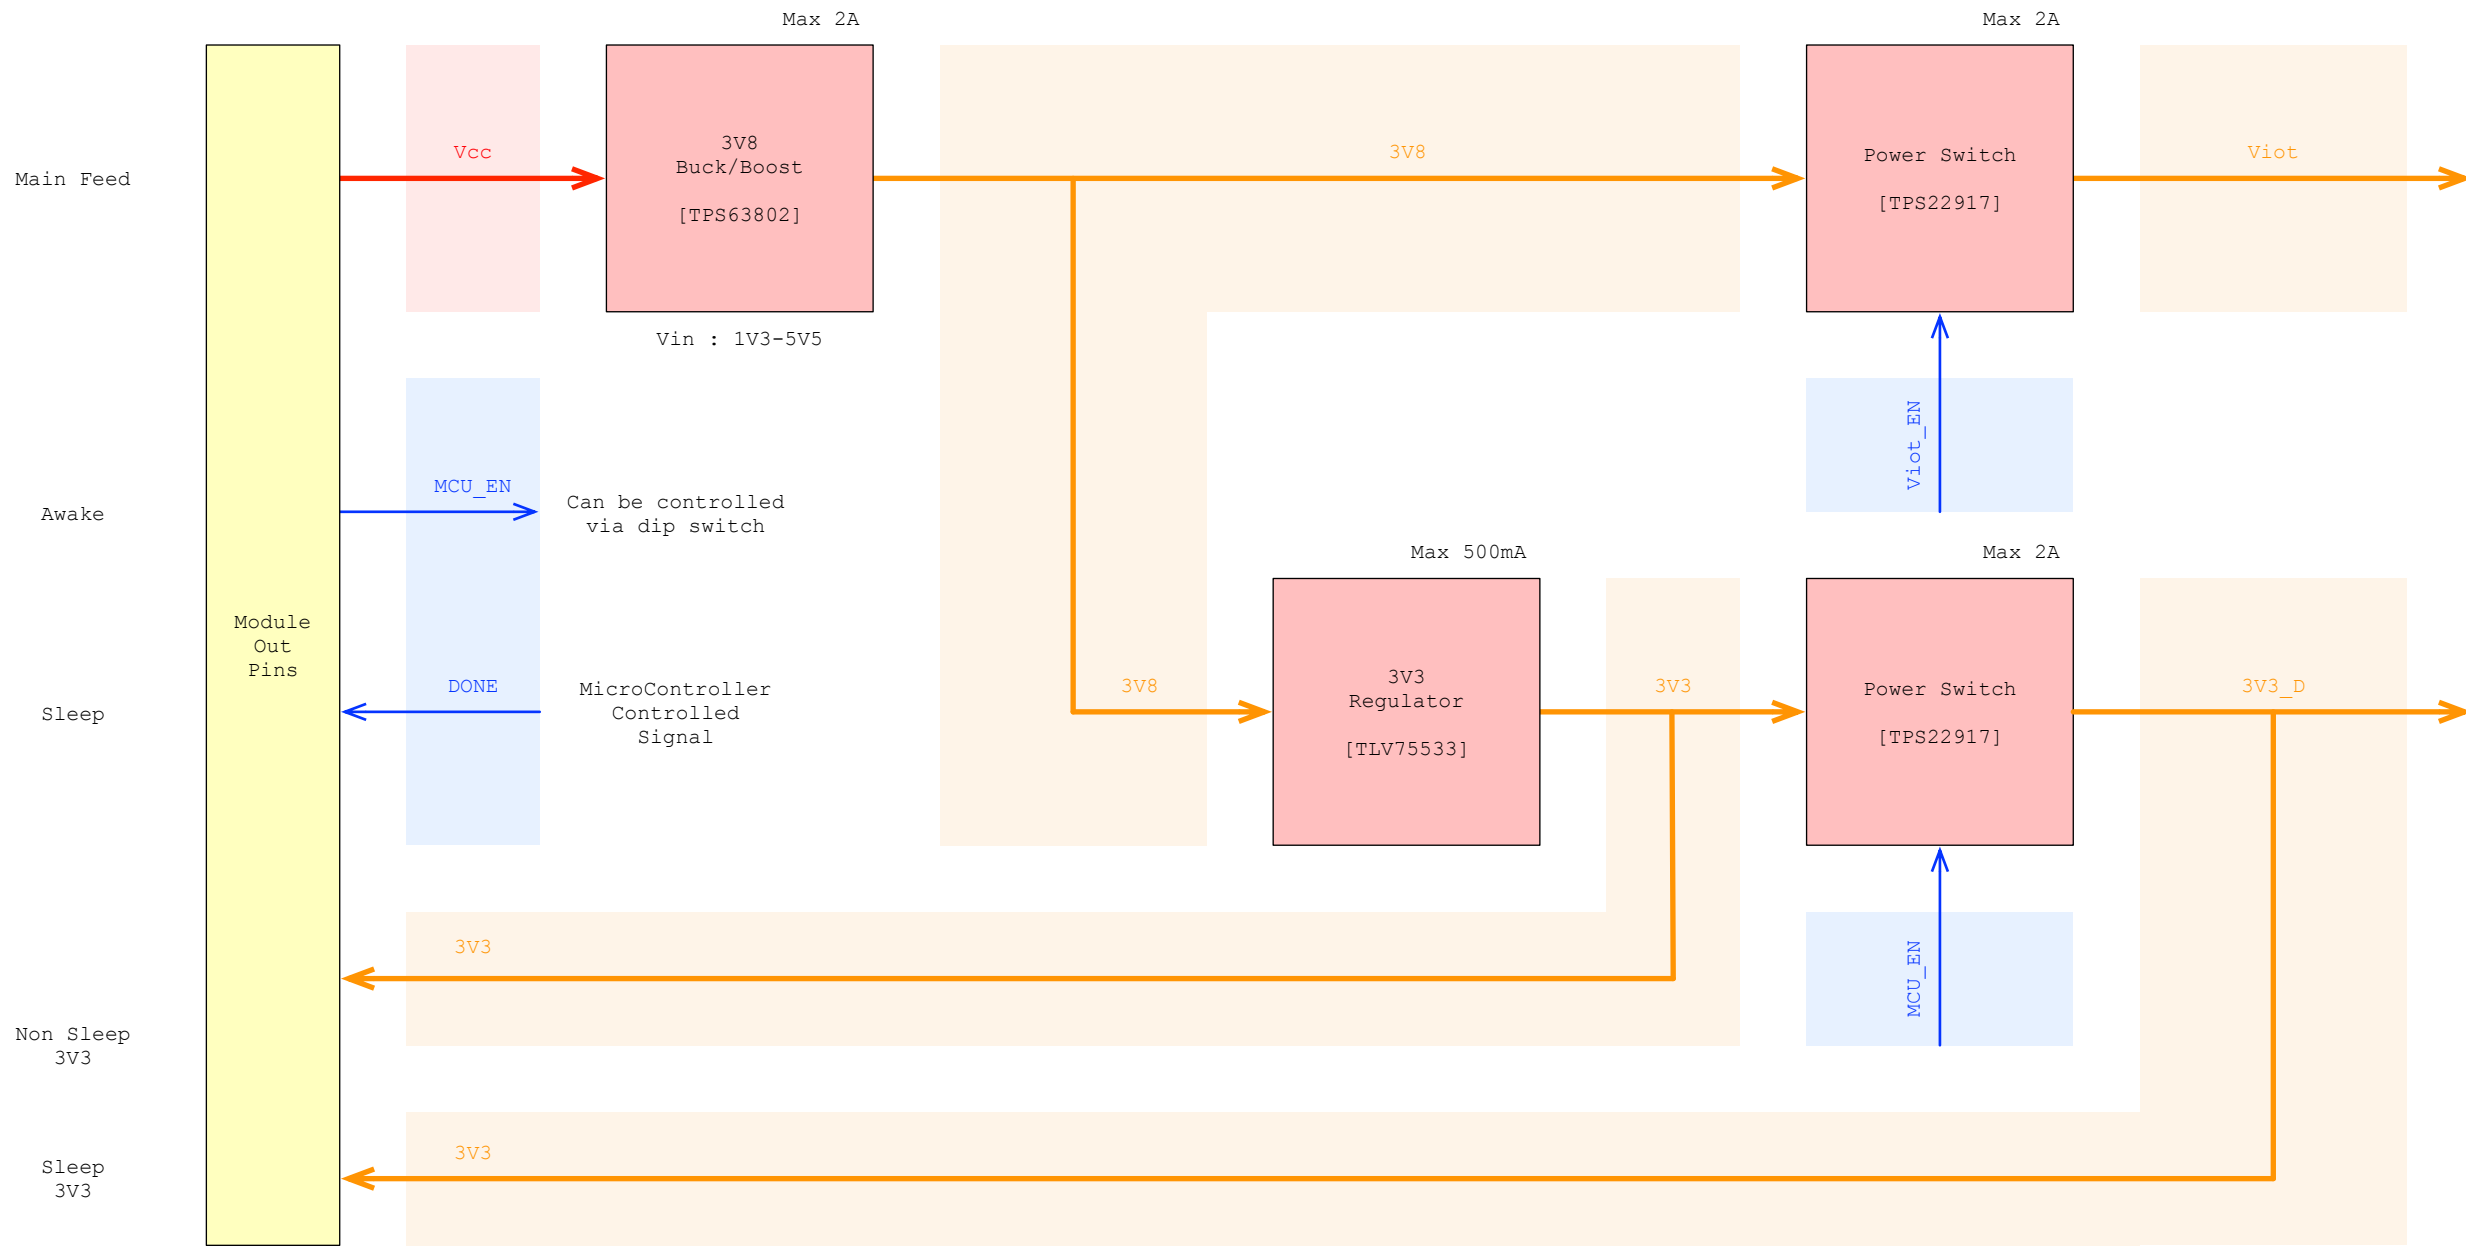 Max 2A
Max 2A
Main Feed
Vcc
3V8
Buck/Boost
[TPS63802]
3V8
Power Switch
[TPS22917]
Viot
Vin : 1V3-5V5
Awake
MCU_EN
Can be controlled
via dip switch
Viot_EN
Max 500mA
Max 2A
Module
Out
Pins
Sleep
DONE
MicroController
Controlled
Signal
3V8
3V3
Regulator
[TLV75533]
3V3
Power Switch
[TPS22917]
3V3_D
3V3
MCU_EN
Non Sleep
3V3
3V3
Sleep
3V3